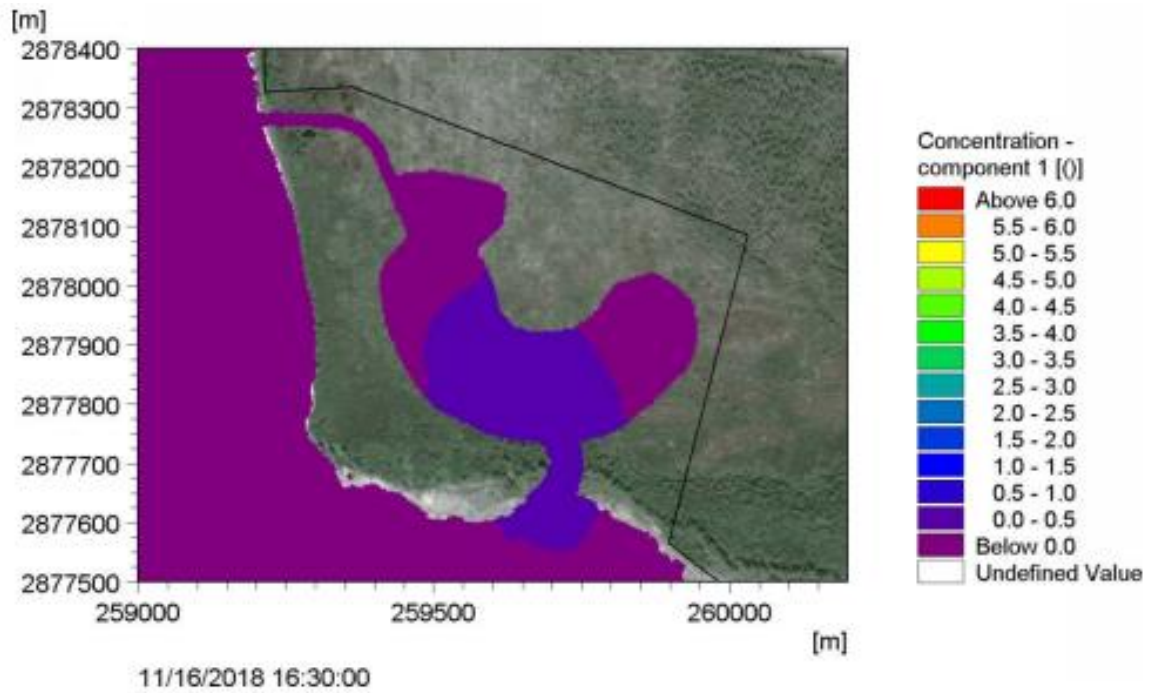 [m]
2878400
2878300
2878200
2878100
2878000
2877900
2877800
2877700
2877600
2877500
259000 259500 260000
[m]
11/16/2018 16:30:00
Concentration -
component 1 [()]
Above 6.0
5.5 - 6.0
5.0 - 5.5
4.5 - 5.0
4.0 - 4.5
3.5 - 4.0
3.0 - 3.5
2.5 - 3.0
2.0 - 2.5
1.5 - 2.0
1.0 - 1.5
0.5 - 1.0
0.0 - 0.5
Below 0.0
Undefined Value